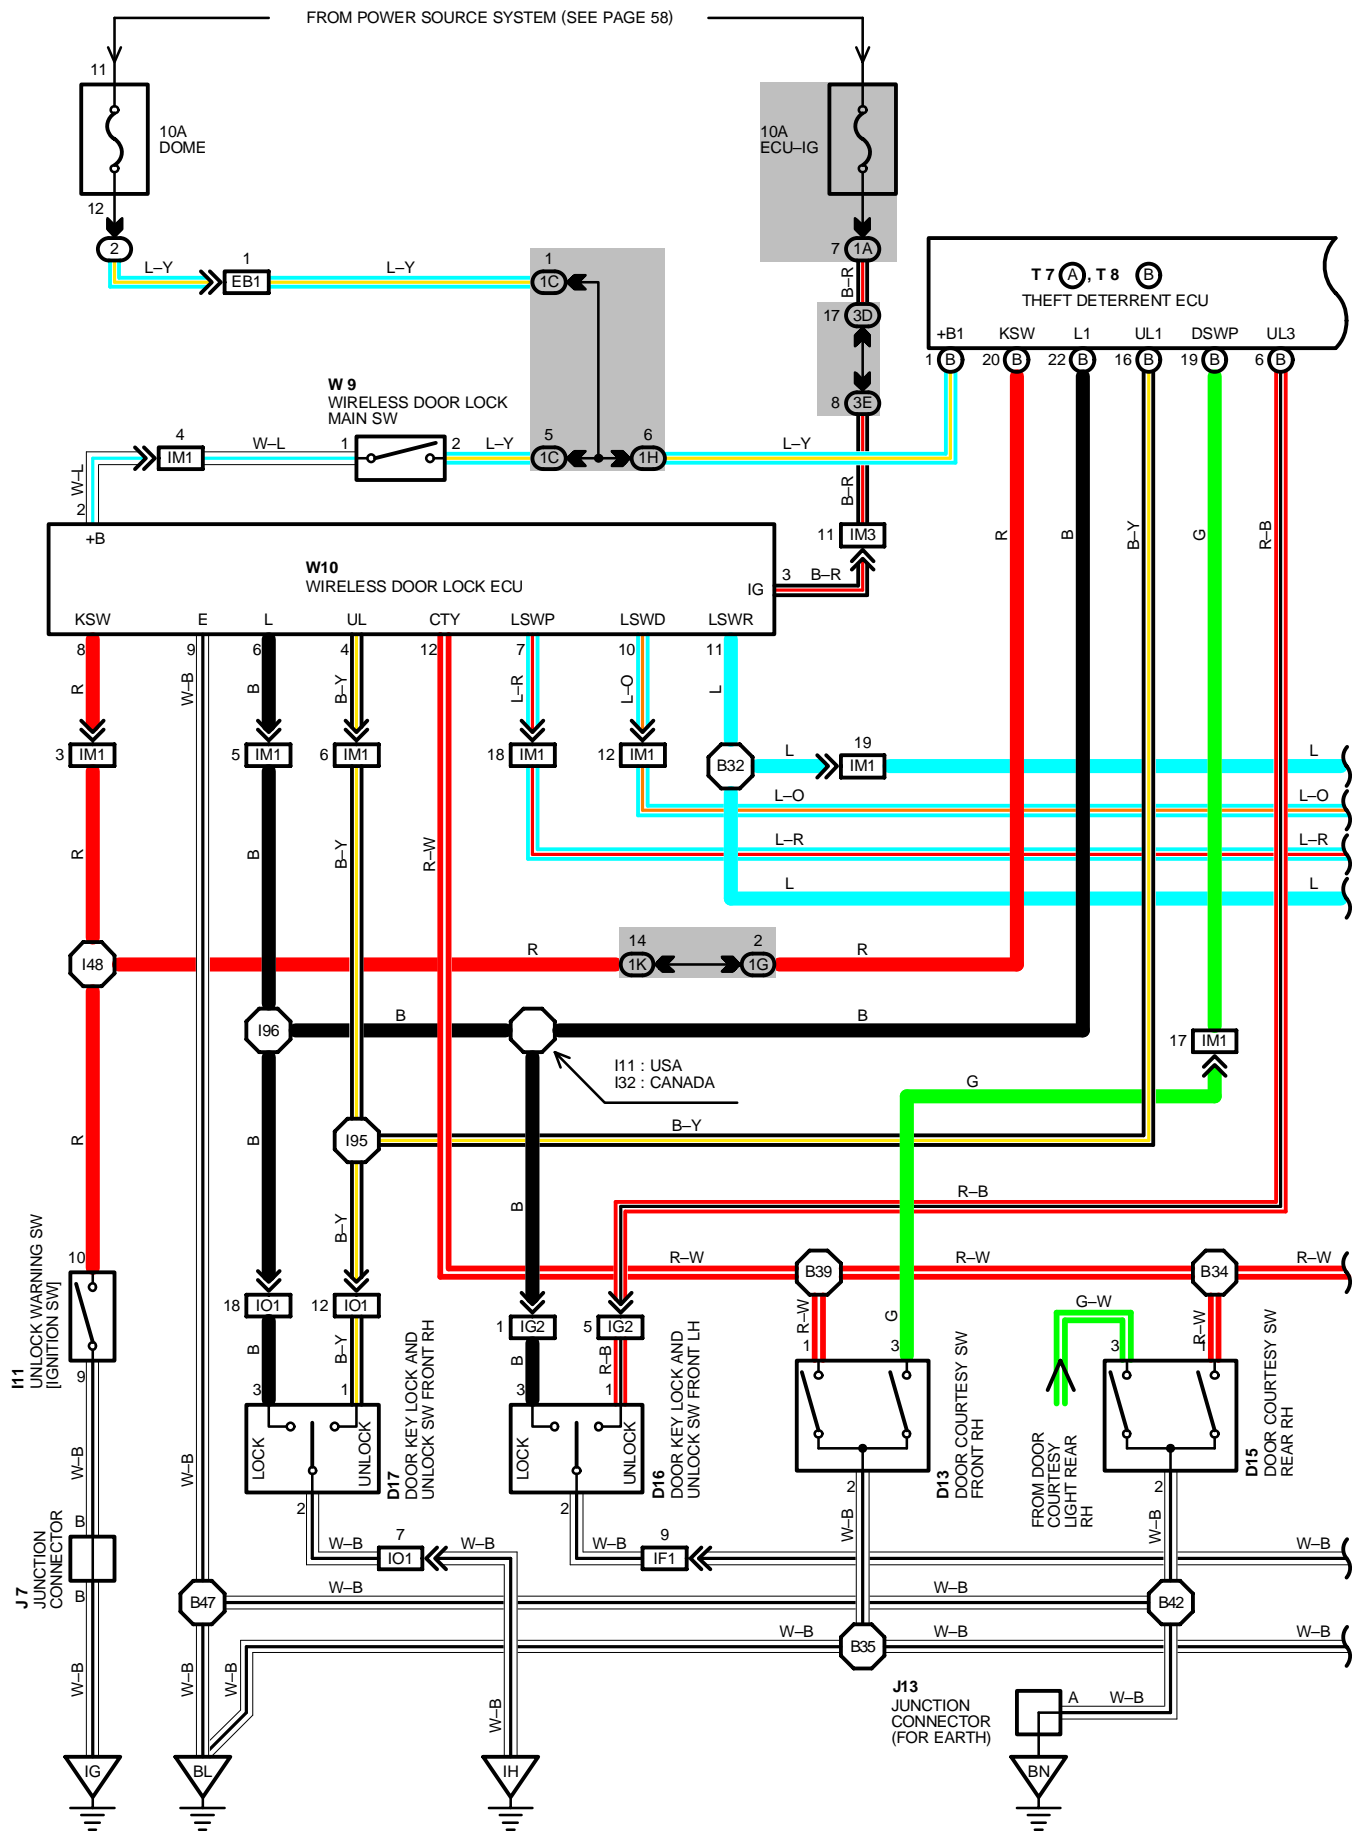 FROM POWER SOURCE SYSTEM (SEE PAGE 58)
11
10A
DOME
12
2
L–Y
1
EB1
L–Y
1
1C
10A
ECU–IG
7
1A
B–R
17
3D
8
3E
B–R
11
IM3
T 7 A , T 8 B
THEFT DETERRENT ECU
+B1
KSW
L1
UL1
DSWP
UL3
1 B
20 B
22 B
16 B
19 B
6 B
W 9
WIRELESS DOOR LOCK
MAIN SW
4
IM1
W–L
1
2
L–Y
5
1C
6
1H
L–Y
W–L
2
+B
W10
WIRELESS DOOR LOCK ECU
IG
3
B–R
R
B
B–Y
G
R–B
KSW
E
L
UL
CTY
LSWP
LSWD
LSWR
8
9
6
4
12
7
10
11
R
W–B
B
B–Y
L–R
L–O
L
3 IM1
5 IM1
6 IM1
18 IM1
12 IM1
B32
L
19
IM1
L
L–O
L–O
R
B
B–Y
R–W
L–R
L–R
L
L
I48
R
14
1K
2
1G
R
I96
B
B
I11 : USA
I32 : CANADA
17 IM1
G
R
B
I95
B–Y
B
B–Y
R–B
10
I11
UNLOCK WARNING SW
[IGNITION SW]
9
18 IO1
12 IO1
1 IG2
5 IG2
R–W
B39
R–W
B34
R–W
B
B–Y
B
R–B
R–W
G
G–W
R–W
3
1
3
1
1
3
3
1
LOCK
UNLOCK
D17
DOOR KEY LOCK AND
UNLOCK SW FRONT RH
LOCK
UNLOCK
D16
DOOR KEY LOCK AND
UNLOCK SW FRONT LH
D13
DOOR COURTESY SW
FRONT RH
FROM DOOR
COURTESY
LIGHT REAR
RH
D15
DOOR COURTESY SW
REAR RH
W–B
W–B
2
2
2
2
B
J 7
JUNCTION
CONNECTOR
B
W–B
7
IO1
W–B
W–B
9
IF1
W–B
W–B
W–B
W–B
B47
W–B
W–B
B42
W–B
B35
W–B
W–B
W–B
W–B
W–B
W–B
J13
JUNCTION
CONNECTOR
(FOR EARTH)
A
W–B
IG
BL
IH
BN